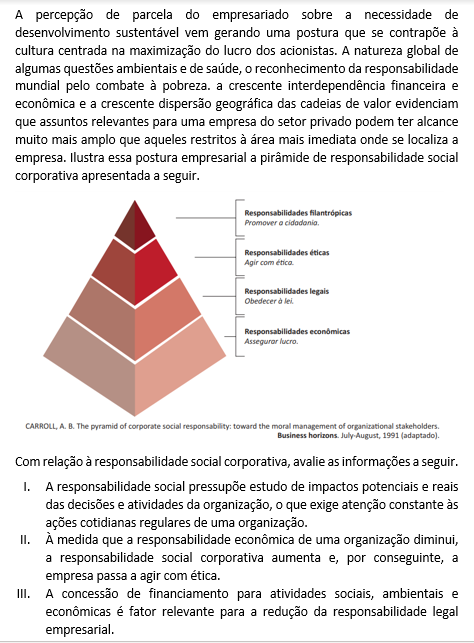 A percepção de parcela do empresariado sobre a necessidade de
desenvolvimento sustentável vem gerando uma postura que se contrapõe à
cultura centrada na maximização do lucro dos acionistas. A natureza global de
algumas questões ambientais e de saúde, o reconhecimento da responsabilidade
mundial pelo combate à pobreza. a crescente interdependência financeira e
econômica e a crescente dispersão geográfica das cadeias de valor evidenciam
que assuntos relevantes para uma empresa do setor privado podem ter alcance
muito mais amplo que aqueles restritos à área mais imediata onde se localiza a
empresa. Ilustra essa postura empresarial a pirâmide de responsabilidade social
corporativa apresentada a seguir.
Responsabilidades filantrópicas
Promover a cidadania.
Responsabilidades éticas
Agir com ética.
Responsabilidades legais
Obedecer à lei.
Responsabilidades econômicas
Assegurar lucro.
CARROLL, A. B. The pyramid of corporate social responsability: toward the moral management of organizational stakeholders.
Business horizons. July-August, 1991 (adaptado).
Com relação à responsabilidade social corporativa, avalie as informações a seguir.
I. A responsabilidade social pressupõe estudo de impactos potenciais e reais
das decisões e atividades da organização, o que exige atenção constante às
ações cotidianas regulares de uma organização.
II. À medida que a responsabilidade econômica de uma organização diminui,
a responsabilidade social corporativa aumenta e, por conseguinte, a
empresa passa a agir com ética.
III. A concessão de financiamento para atividades sociais, ambientais e
econômicas é fator relevante para a redução da responsabilidade legal
empresarial.